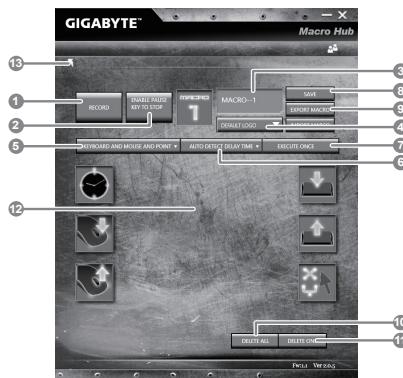 GIGABYTE™
Macro Hub
13
3
1 RECORD
ENABLE PAUSE KEY TO STOP
MACRO 1
MACRO--1
SAVE 8
EXPORT MACRO 9
2
DEFAULT LOGO 4
5 KEYBOARD AND MOUSE AND POINT
AUTO DETECT DELAY TIME
EXECUTE ONCE 7
6
12
10
DELETE ALL
DELETE ONE
11
Fw:1.1 Ver 2.0.5